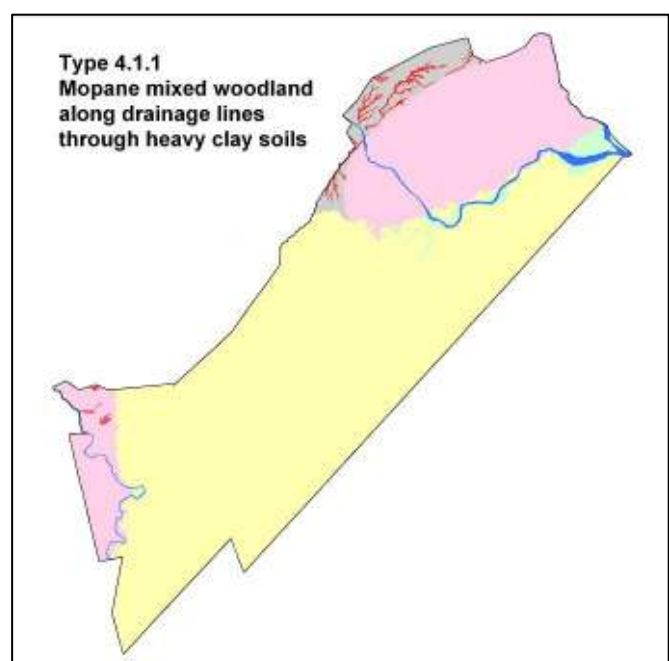 Type 4.1.1
Mopane mixed woodland
along drainage lines
through heavy clay soils